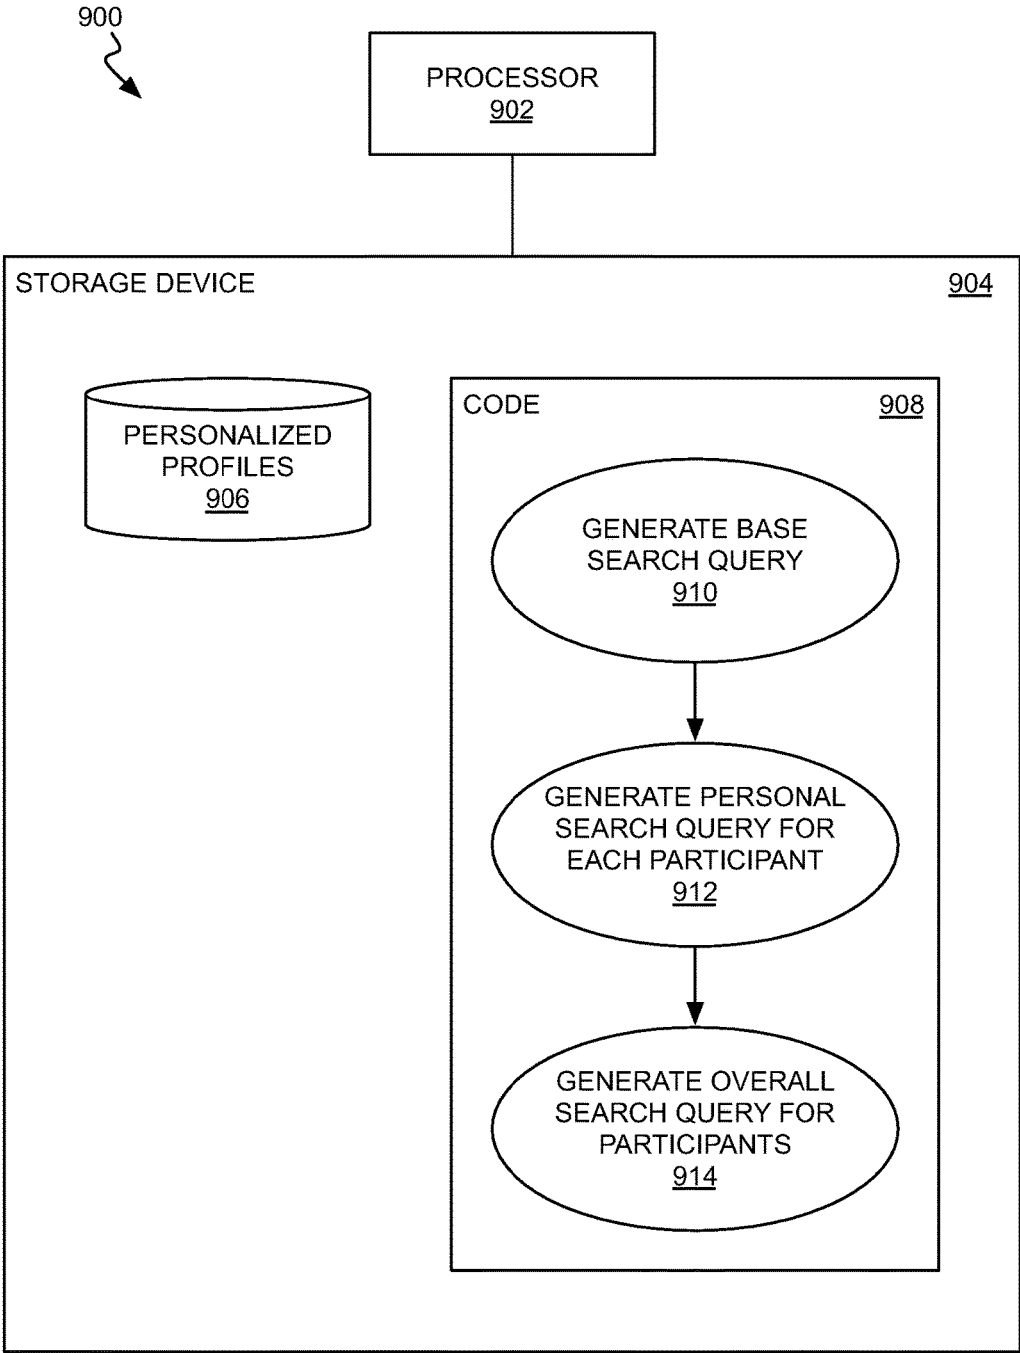 900
PROCESSOR
902
STORAGE DEVICE
904
PERSONALIZED
PROFILES
906
CODE
908
GENERATE BASE
SEARCH QUERY
910
GENERATE PERSONAL
SEARCH QUERY FOR
EACH PARTICIPANT
912
GENERATE OVERALL
SEARCH QUERY FOR
PARTICIPANTS
914